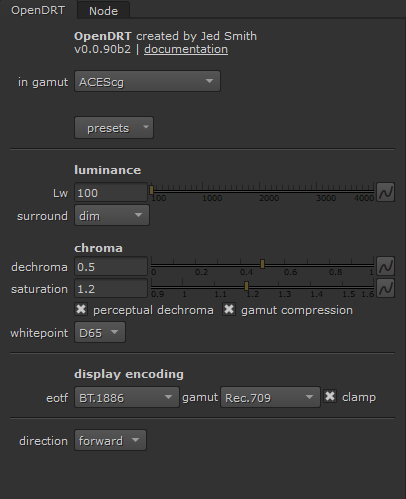 OpenDRT Node
OpenDRT created by Jed Smith
v0.0.90b2 | documentation
in gamut ACEScg
presets
luminance
Lw 100 100 1000 2000 3000 4000
surround dim
chroma
dechroma 0.5 0 0.2 0.4 0.6 0.8 1
saturation 1.2 0.9 1 1.1 1.2 1.3 1.4 1.5 1.6
perceptual dechroma gamut compression
whitepoint D65
display encoding
eotf BT.1886 gamut Rec.709 clamp
direction forward